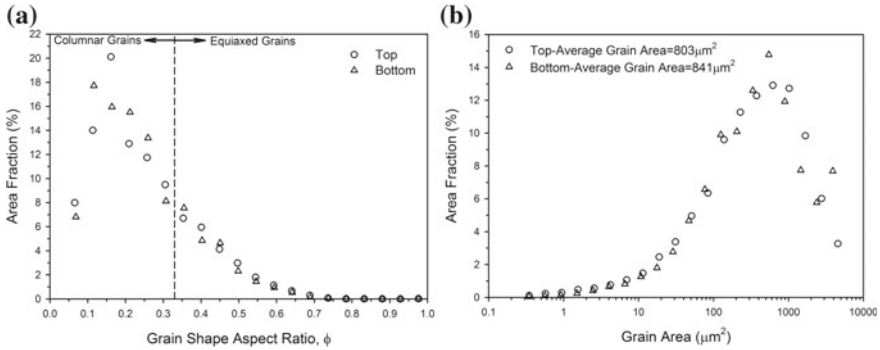 (a)
Columnar Grains
Equiaxed Grains
Top
Bottom
22
20
18
16
14
12
10
8
6
4
2
0
0.0 0.1 0.2 0.3 0.4 0.5 0.6 0.7 0.8 0.9 1.0
Area Fraction (%)
Grain Shape Aspect Ratio, ϕ
(b)
Top-Average Grain Area=803μm²
Bottom-Average Grain Area=841μm²
16
14
12
10
8
6
4
2
0
0.1 1 10 100 1000 10000
Area Fraction (%)
Grain Area (μm²)